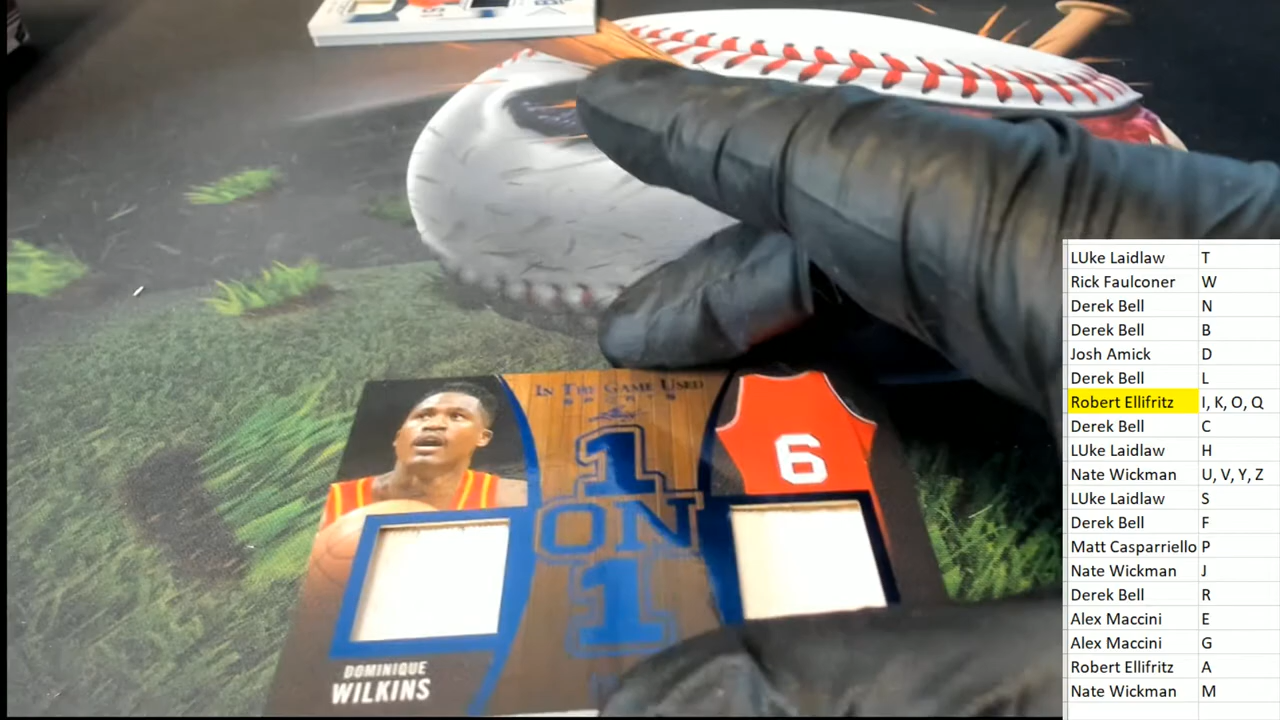 IN THE GAME USED
SPORTS
LEAF
1
ON
1
6
DOMINIQUE
WILKINS
LUke Laidlaw T
Rick Faulconer W
Derek Bell N
Derek Bell B
Josh Amick D
Derek Bell L
Robert Ellifritz I, K, O, Q
Derek Bell C
LUke Laidlaw H
Nate Wickman U, V, Y, Z
LUke Laidlaw S
Derek Bell F
Matt Casparriello P
Nate Wickman J
Derek Bell R
Alex Maccini E
Alex Maccini G
Robert Ellifritz A
Nate Wickman M